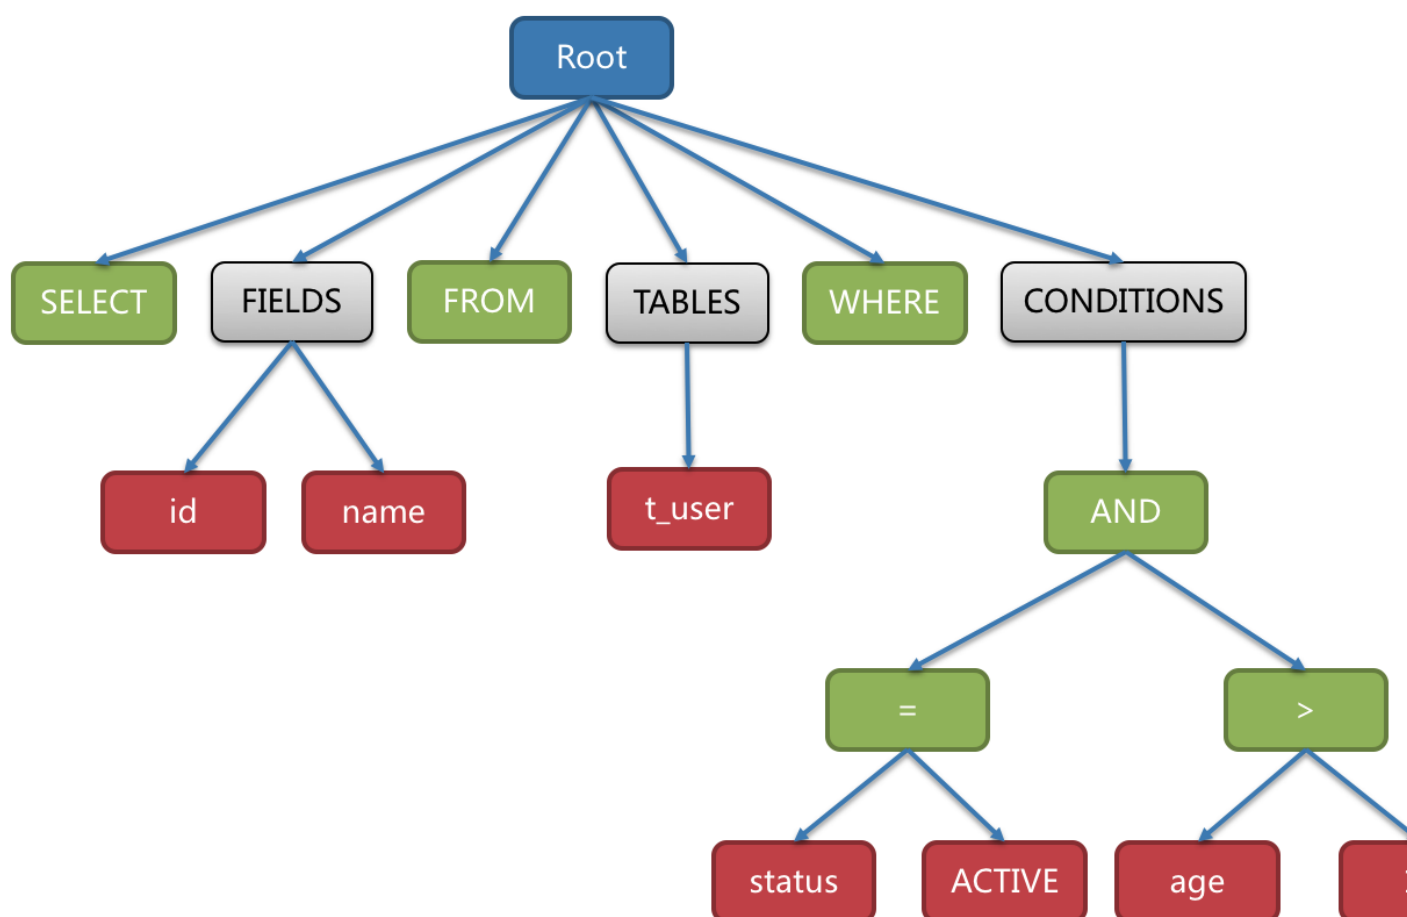 Root
SELECT
FIELDS
FROM
TABLES
WHERE
CONDITIONS
id
name
t_user
AND
=
>
status
ACTIVE
age